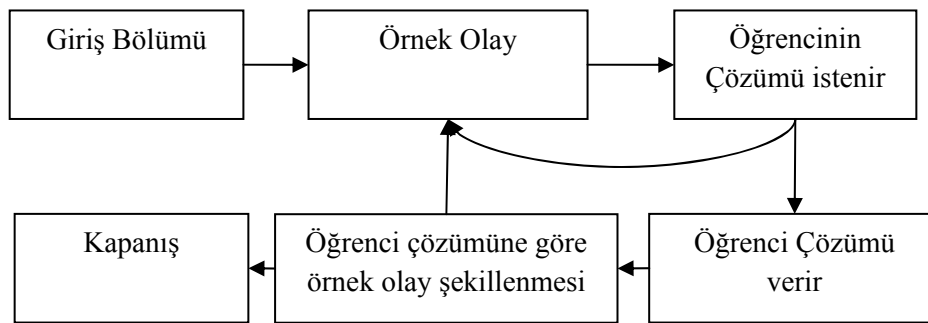 Giriş Bölümü
Örnek Olay
Öğrencinin
Çözümü istenir
Kapanış
Öğrenci çözümüne göre
örnek olay şekillenmesi
Öğrenci Çözümü
verir